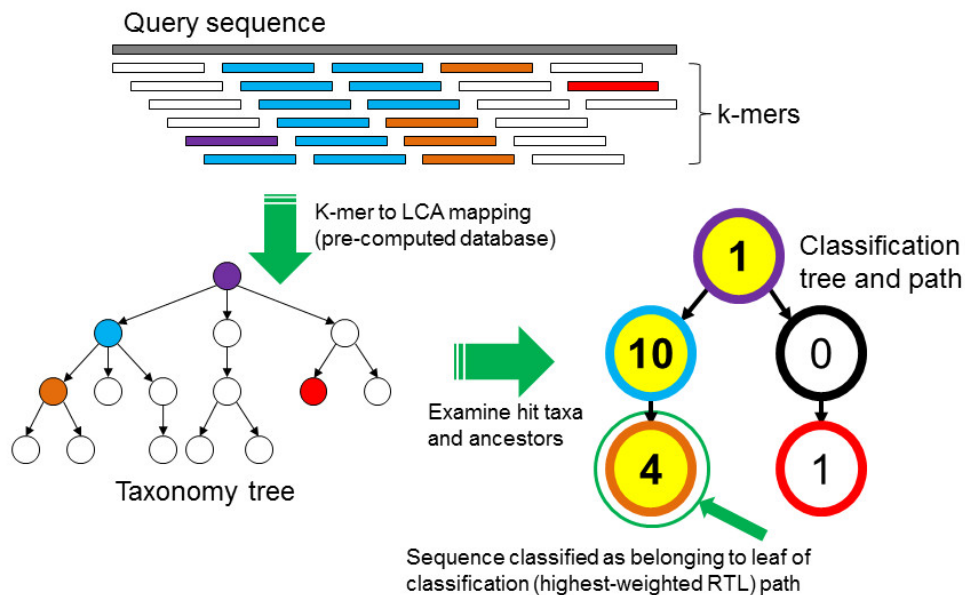 Query sequence
k-mers
K-mer to LCA mapping
(pre-computed database)
Taxonomy tree
Examine hit taxa
and ancestors
Classification
tree and path
1
10
0
4
1
Sequence classified as belonging to leaf of
classification (highest-weighted RTL) path